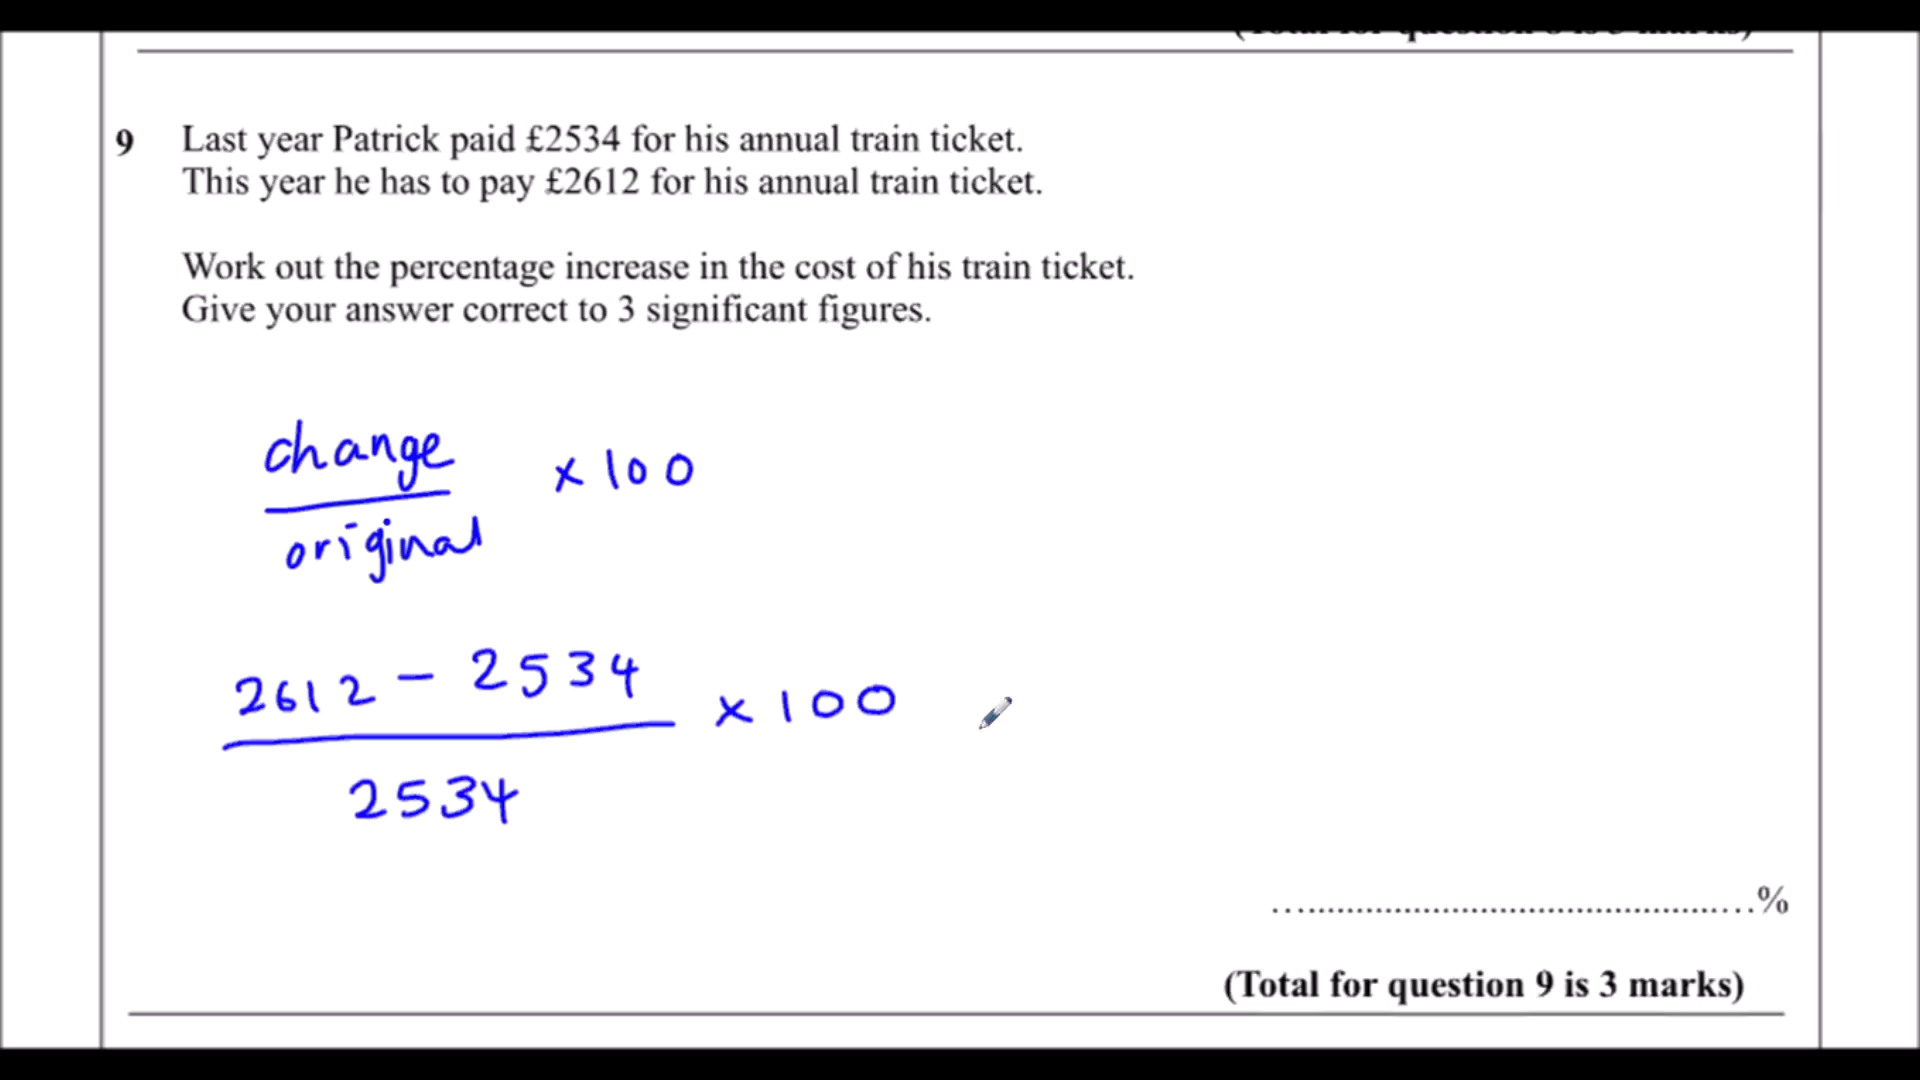 9 Last year Patrick paid £2534 for his annual train ticket.
This year he has to pay £2612 for his annual train ticket.
Work out the percentage increase in the cost of his train ticket.
Give your answer correct to 3 significant figures.
change
original
× 100
2612 − 2534
2534
× 100
..................................................%
(Total for question 9 is 3 marks)